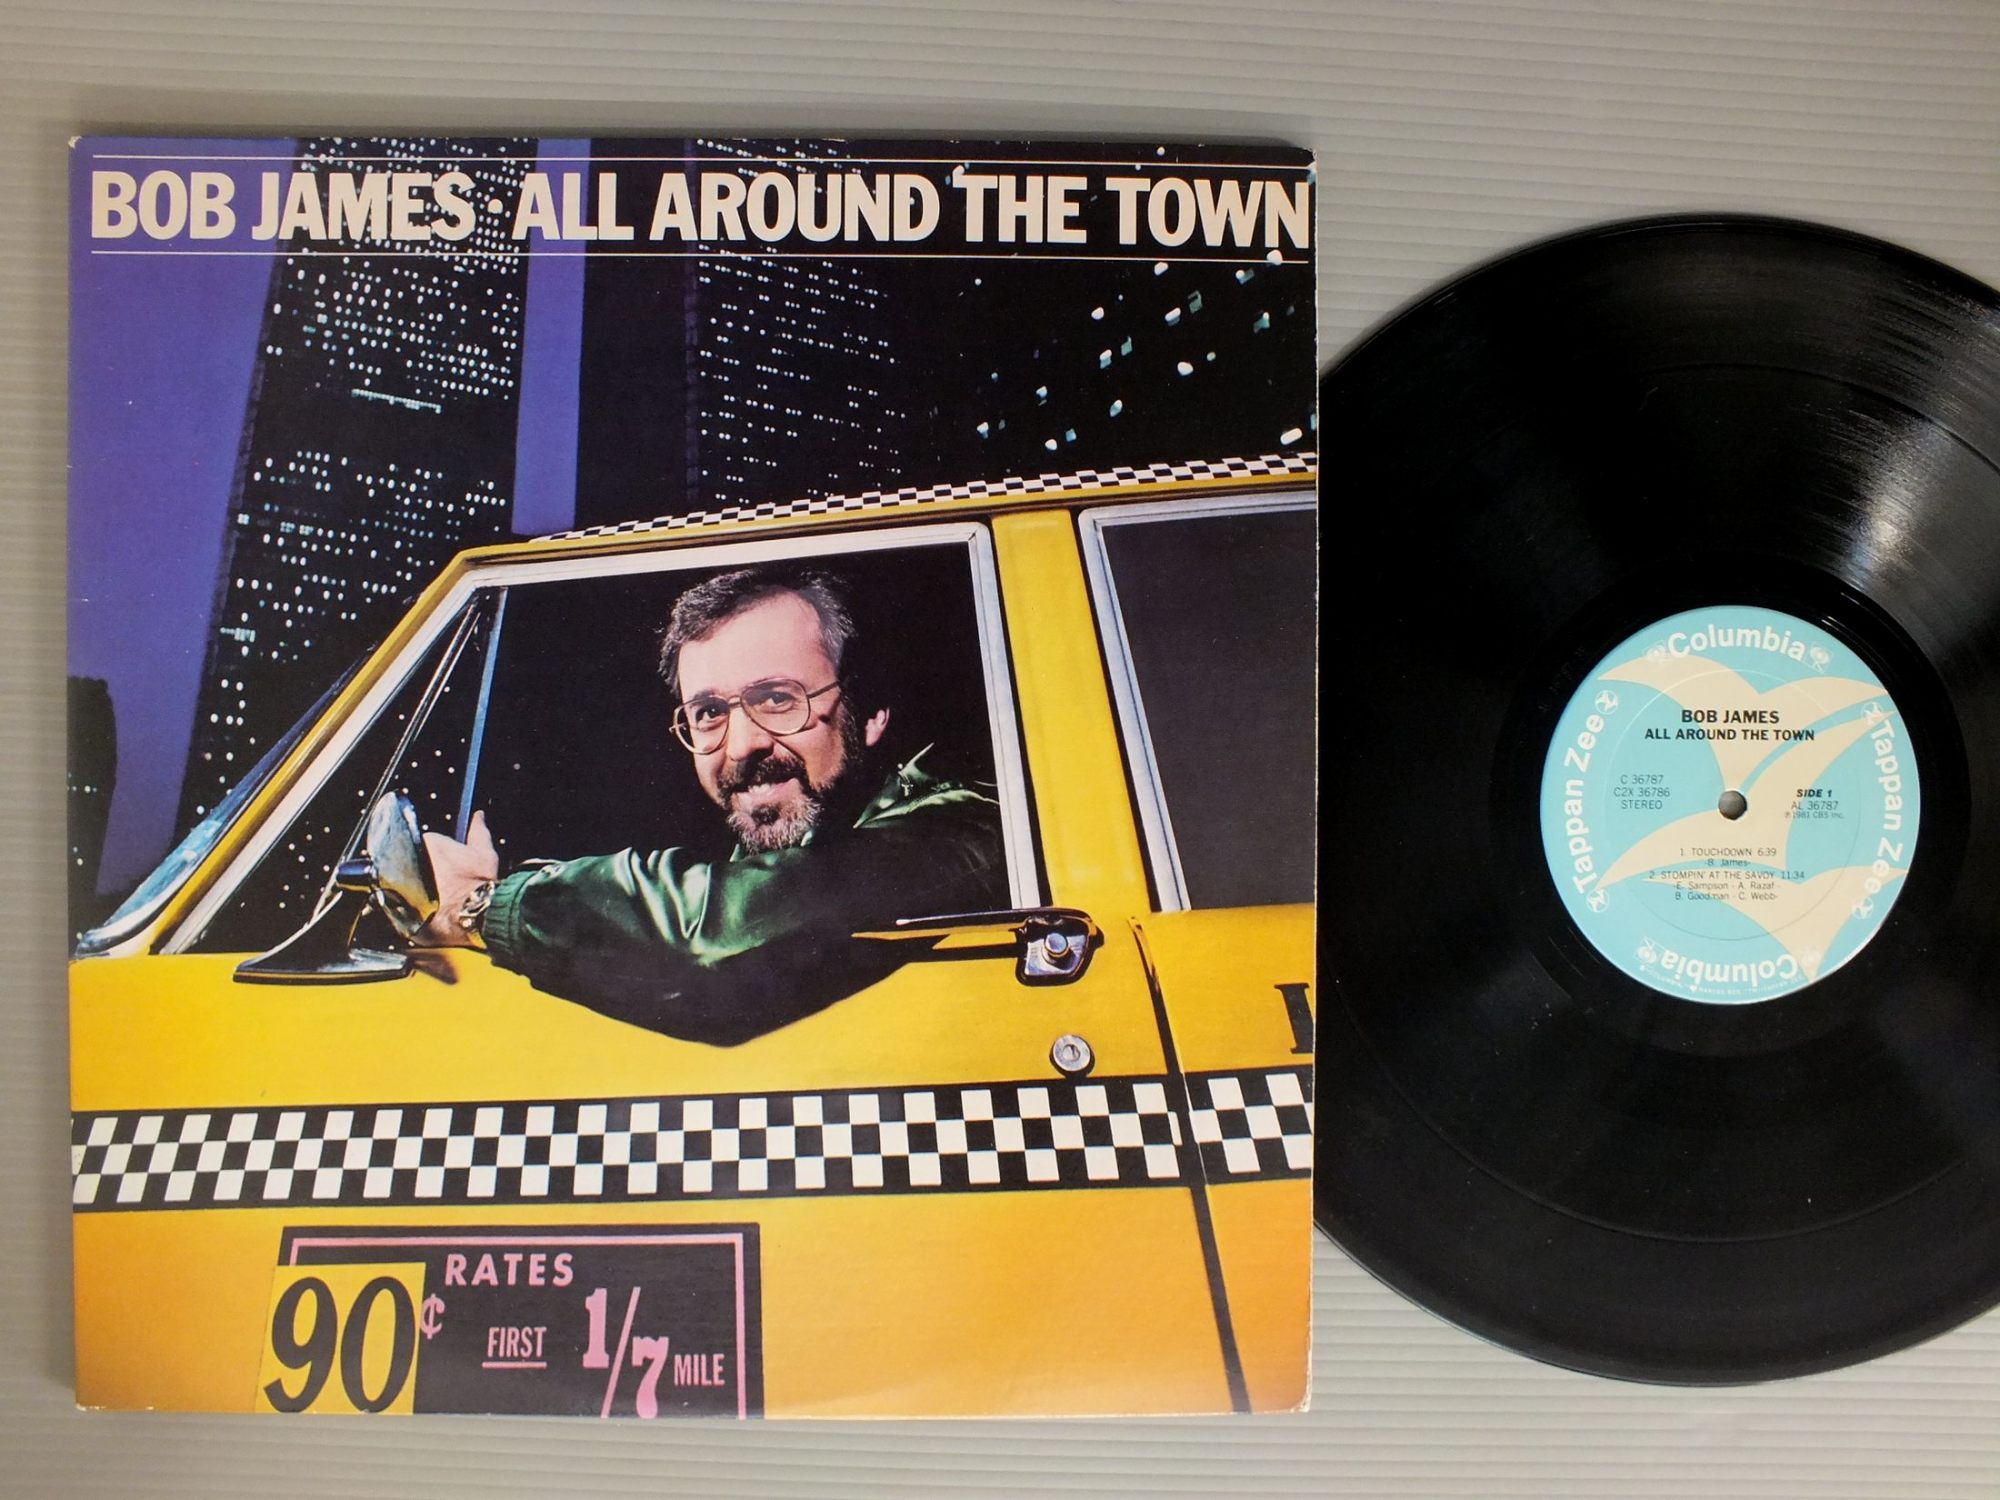 BOB JAMES · ALL AROUND THE TOWN
RATES
90¢ FIRST 1/7 MILE
Columbia
Tappan Zee
Tappan Zee
BOB JAMES
ALL AROUND THE TOWN
C 36787
C2X 36786
STEREO
SIDE 1
AL 36787
℗ 1981 CBS Inc.
1. TOUCHDOWN 6:39
-B. James-
2. STOMPIN' AT THE SAVOY 11:34
-E. Sampson - A. Razaf -
B. Goodman - C. Webb-
Columbia